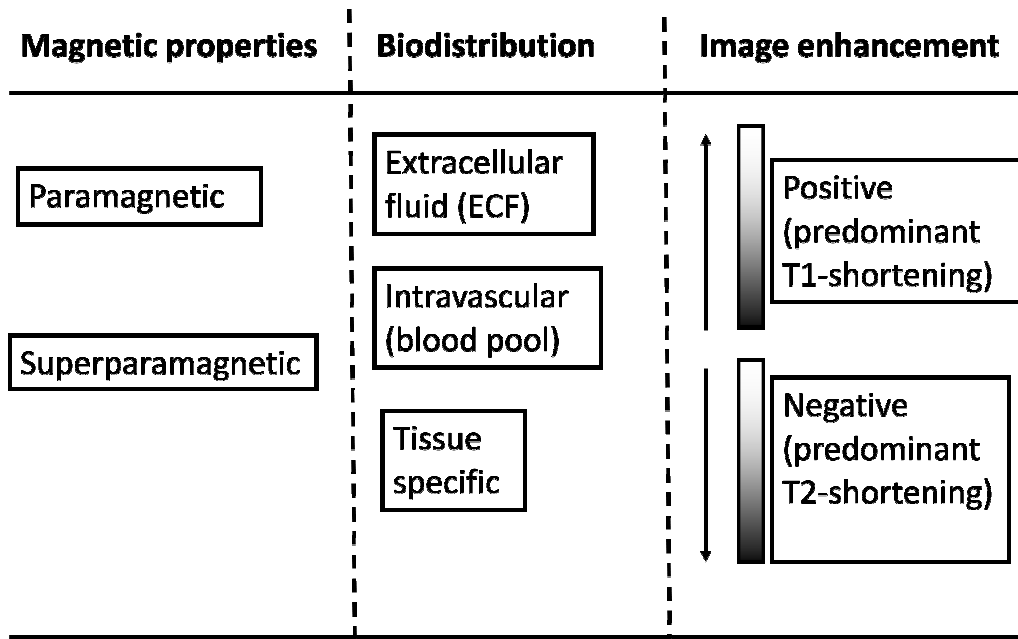 Magnetic properties
Biodistribution
Image enhancement
Paramagnetic
Superparamagnetic
Extracellular
fluid (ECF)
Intravascular
(blood pool)
Tissue
specific
Positive
(predominant
T1-shortening)
Negative
(predominant
T2-shortening)